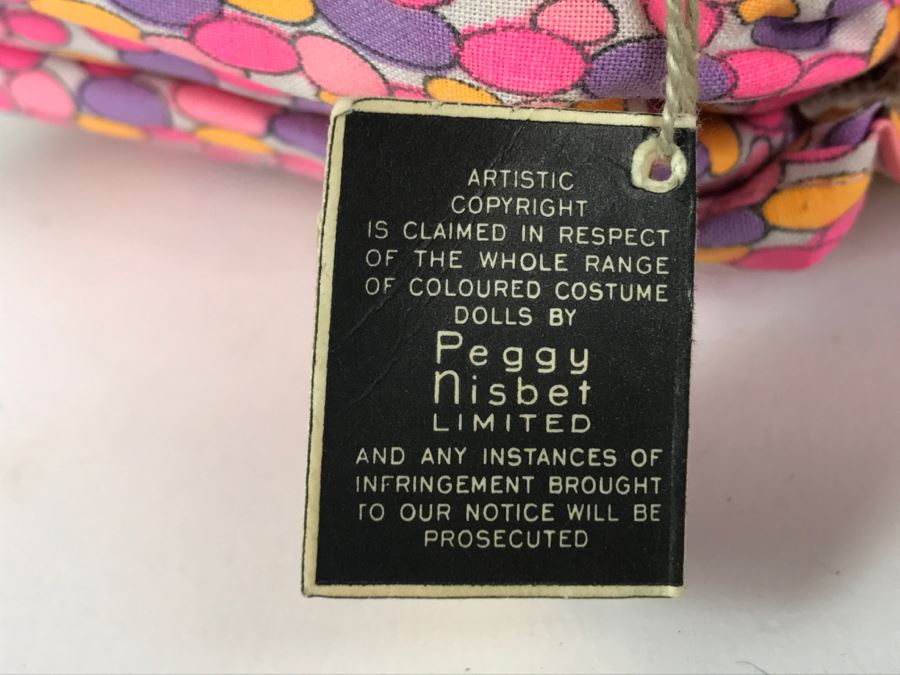 ARTISTIC
COPYRIGHT
IS CLAIMED IN RESPECT
OF THE WHOLE RANGE
OF COLOURED COSTUME
DOLLS BY
Peggy
Nisbet
LIMITED
AND ANY INSTANCES OF
INFRINGEMENT BROUGHT
TO OUR NOTICE WILL BE
PROSECUTED